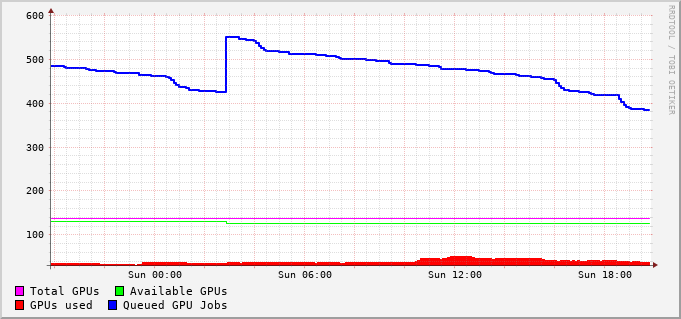 600
500
400
300
200
100
Sun 00:00 Sun 06:00 Sun 12:00 Sun 18:00
Total GPUs Available GPUs
GPUs used Queued GPU Jobs
RRDTOOL / TOBI OETIKER